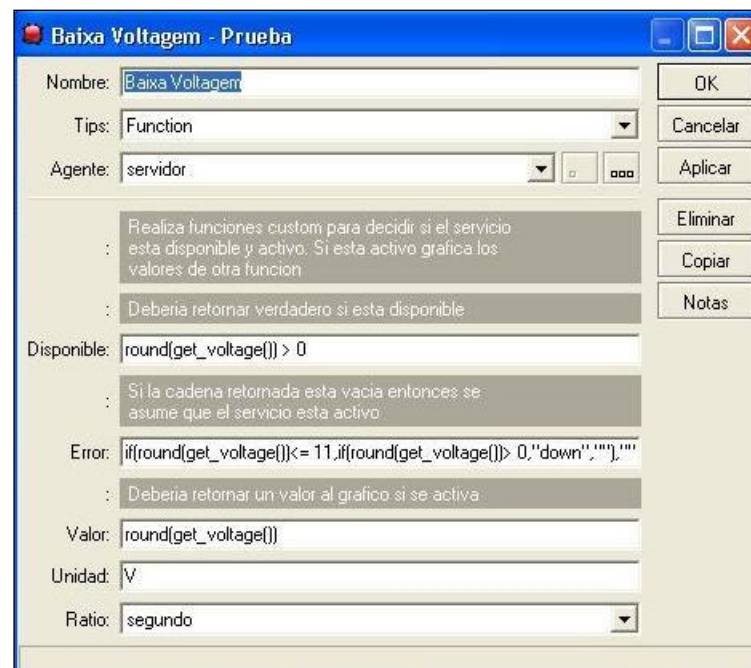 Baixa Voltagem - Prueba
Nombre: Baixa Voltagem OK
Tips: Function Cancelar
Agente: servidor Aplicar
Realiza funciones custom para decidir si el servicio
esta disponible y activo. Si esta activo grafica los
valores de otra funcion
:
Eliminar
Copiar
: Deberia retornar verdadero si esta disponible Notas
Disponible: round(get_voltage()) > 0
Si la cadena retornada esta vacia entonces se
asume que el servicio esta activo
:
Error: if(round(get_voltage())<= 11,if(round(get_voltage())> 0,"down",""),""
: Deberia retornar un valor al grafico si se activa
Valor: round(get_voltage())
Unidad: V
Ratio: segundo